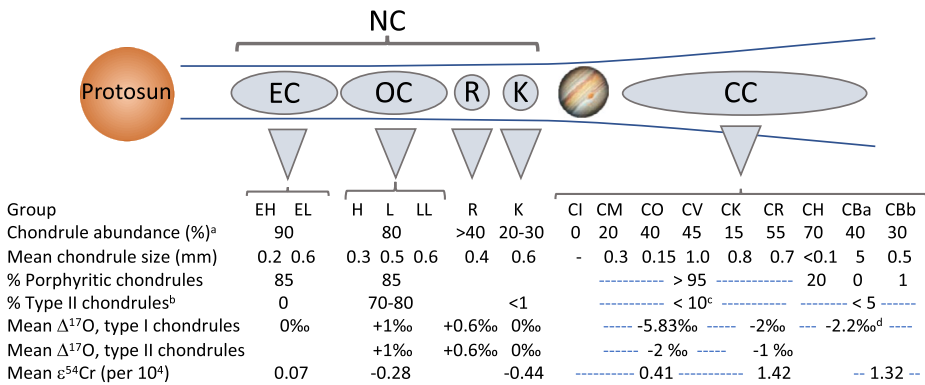 NC
Protosun EC OC R K CC
Group EH EL H L LL R K CI CM CO CV CK CR CH CBa CBb
Chondrule abundance (%)ᵃ 90 80 >40 20-30 0 20 40 45 15 55 70 40 30
Mean chondrule size (mm) 0.2 0.6 0.3 0.5 0.6 0.4 0.6 - 0.3 0.15 1.0 0.8 0.7 <0.1 5 0.5
% Porphyritic chondrules 85 85 > 95 20 0 1
% Type II chondrulesᵇ 0 70-80 <1 < 10ᶜ < 5
Mean Δ¹⁷O, type I chondrules 0‰ +1‰ +0.6‰ 0‰ -5.83‰ -2‰ -2.2‰ᵈ
Mean Δ¹⁷O, type II chondrules +1‰ +0.6‰ 0‰ -2 ‰ -1 ‰
Mean ε⁵⁴Cr (per 10⁴) 0.07 -0.28 -0.44 0.41 1.42 1.32